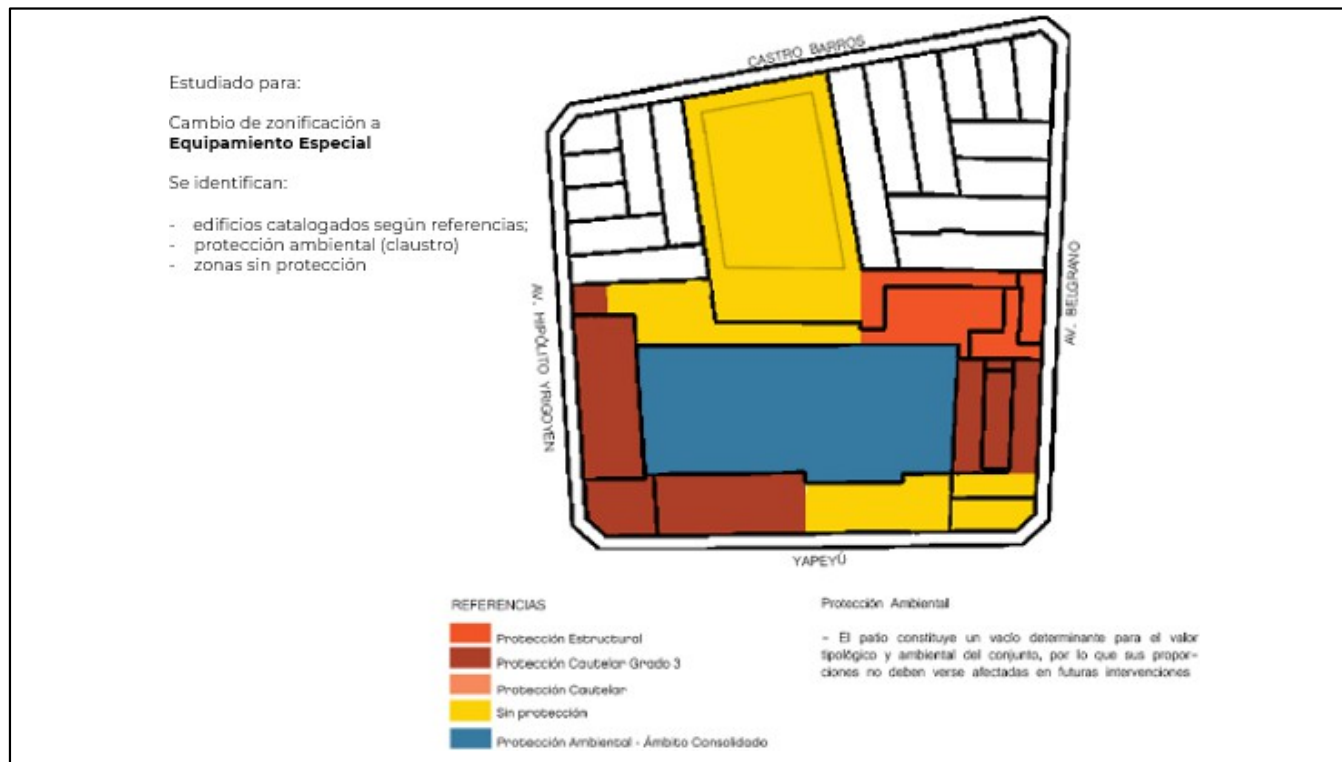 Estudiado para:
Cambio de zonificación a
Equipamiento Especial
Se identifican:
- edificios catalogados según referencias;
- protección ambiental (claustro)
- zonas sin protección
CASTRO BARROS
AV. HIPÓLITO YRIGOYEN
AV. BELGRANO
YAPEYÚ
REFERENCIAS
Protección Estructural
Protección Cautelar Grado 3
Protección Cautelar
Sin protección
Protección Ambiental - Ámbito Consolidado
Protección Ambiental
- El patio constituye un vacío determinante para el valor
tipológico y ambiental del conjunto, por lo que sus propor-
ciones no deben verse afectadas en futuras intervenciones